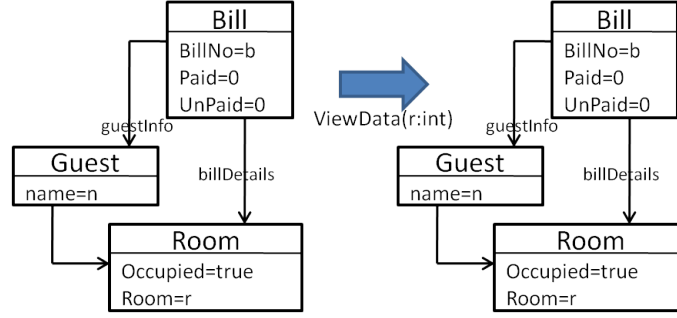 Bill
BillNo=b
Paid=0
UnPaid=0
guestInfo
Guest
name=n
billDetails
Room
Occupied=true
Room=r
ViewData(r:int)
Bill
BillNo=b
Paid=0
UnPaid=0
guestInfo
Guest
name=n
billDetails
Room
Occupied=true
Room=r